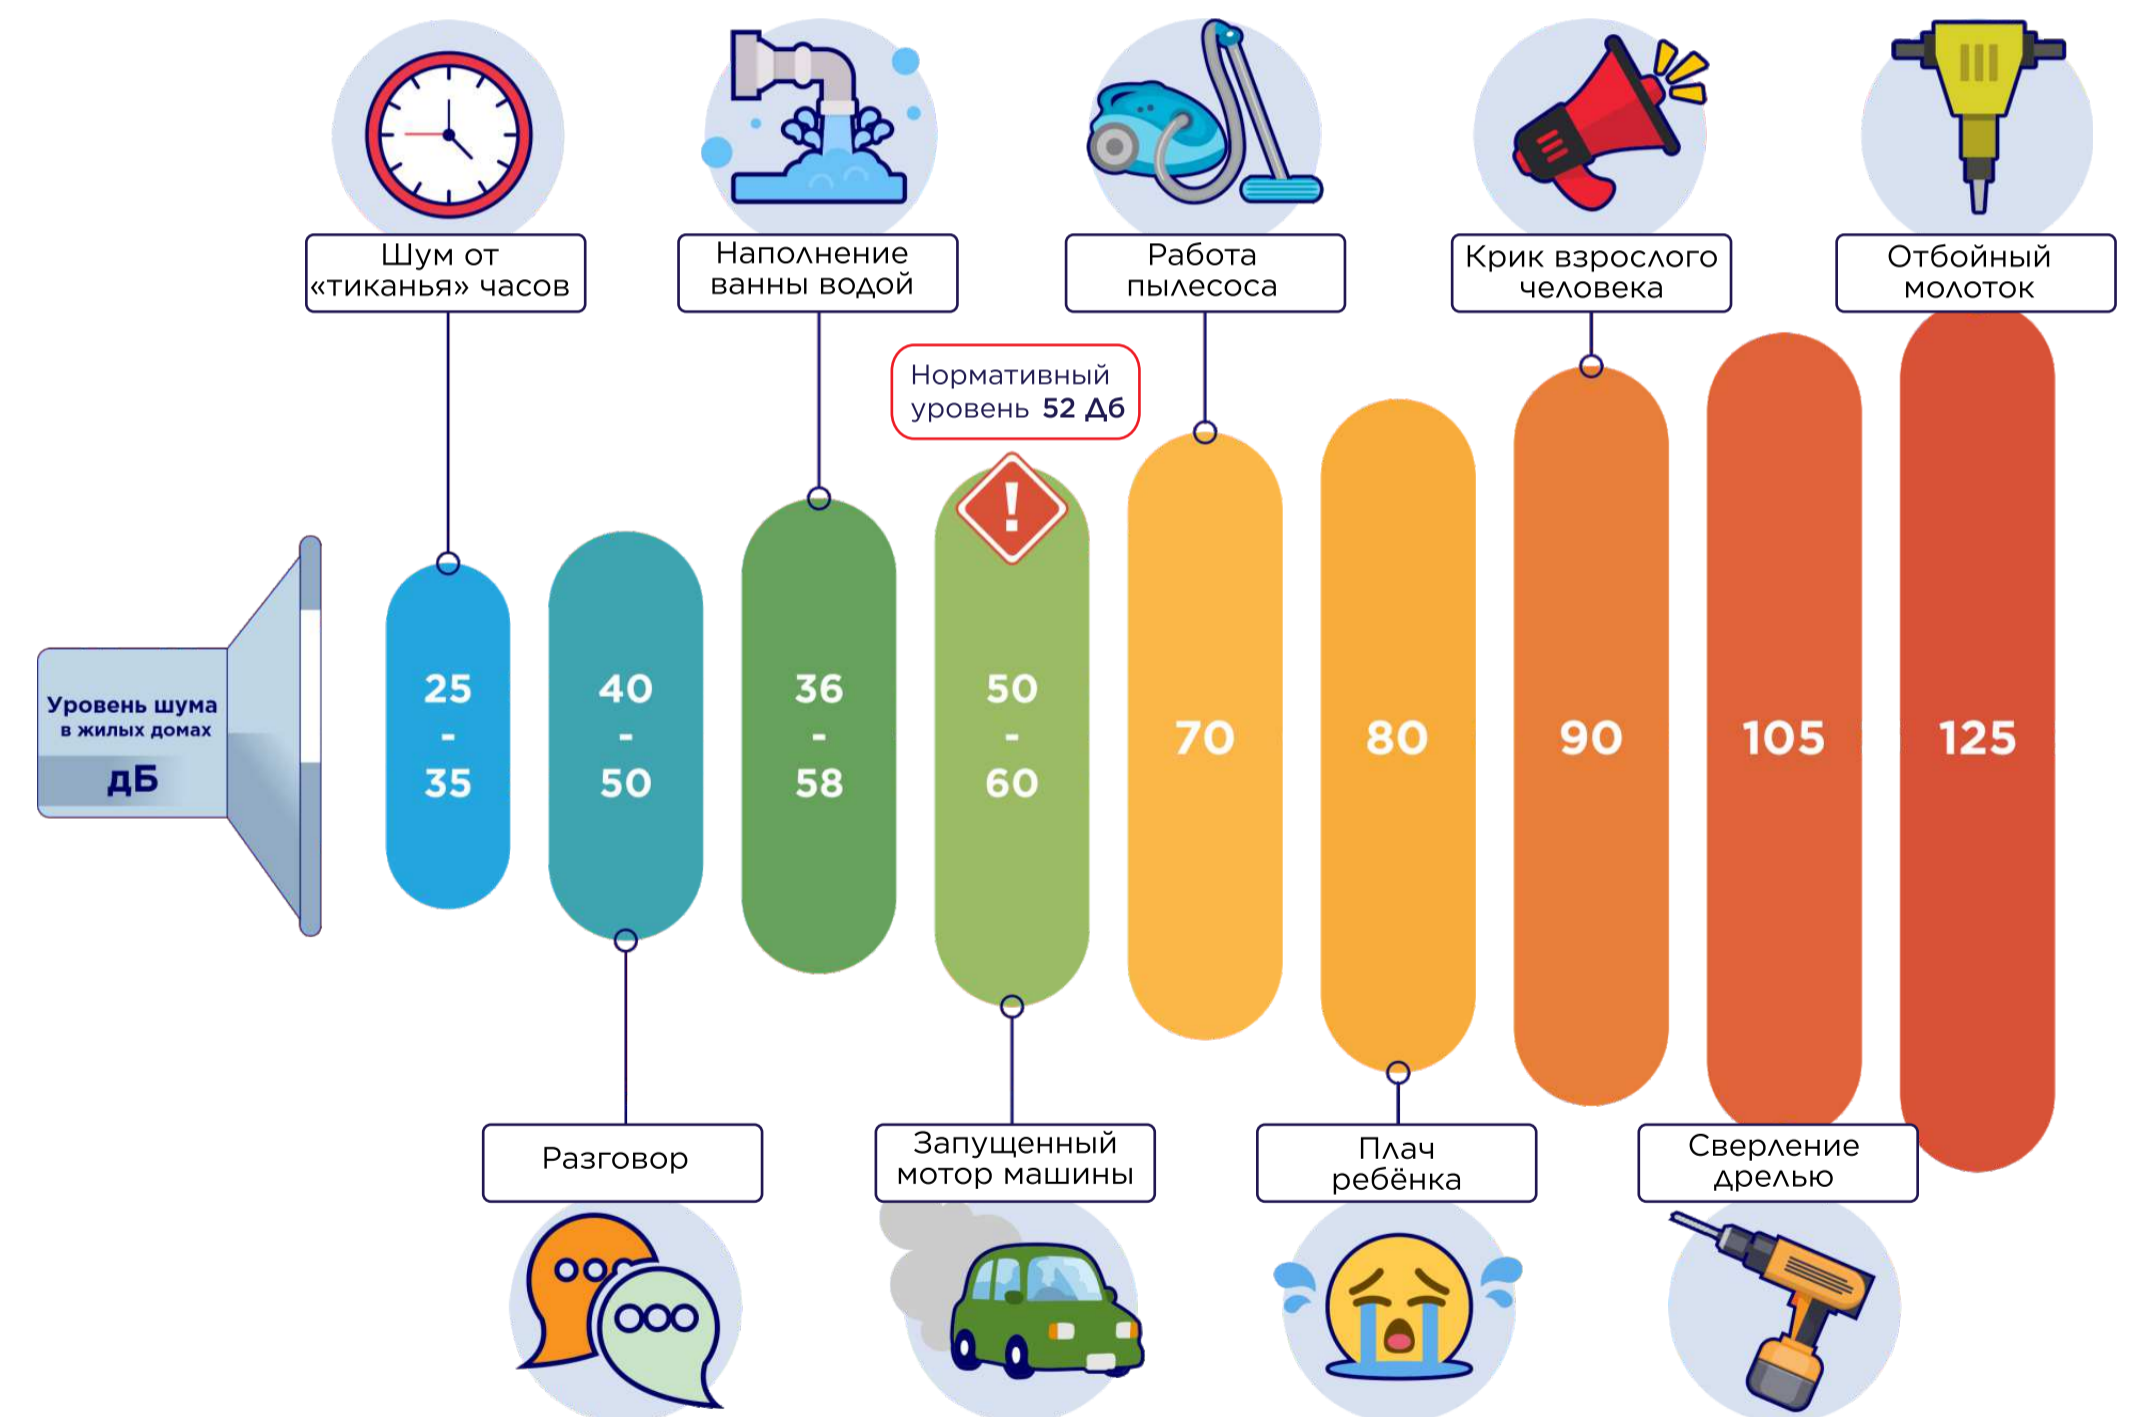 Шум от
«тиканья» часов
Наполнение
ванны водой
Работа
пылесоса
Крик взрослого
человека
Отбойный
молоток
Нормативный
уровень 52 Дб
!
Уровень шума
в жилых домах
дБ
25
-
35
40
-
50
36
-
58
50
-
60
70
80
90
105
125
Разговор
Запущенный
мотор машины
Плач
ребёнка
Сверление
дрелью